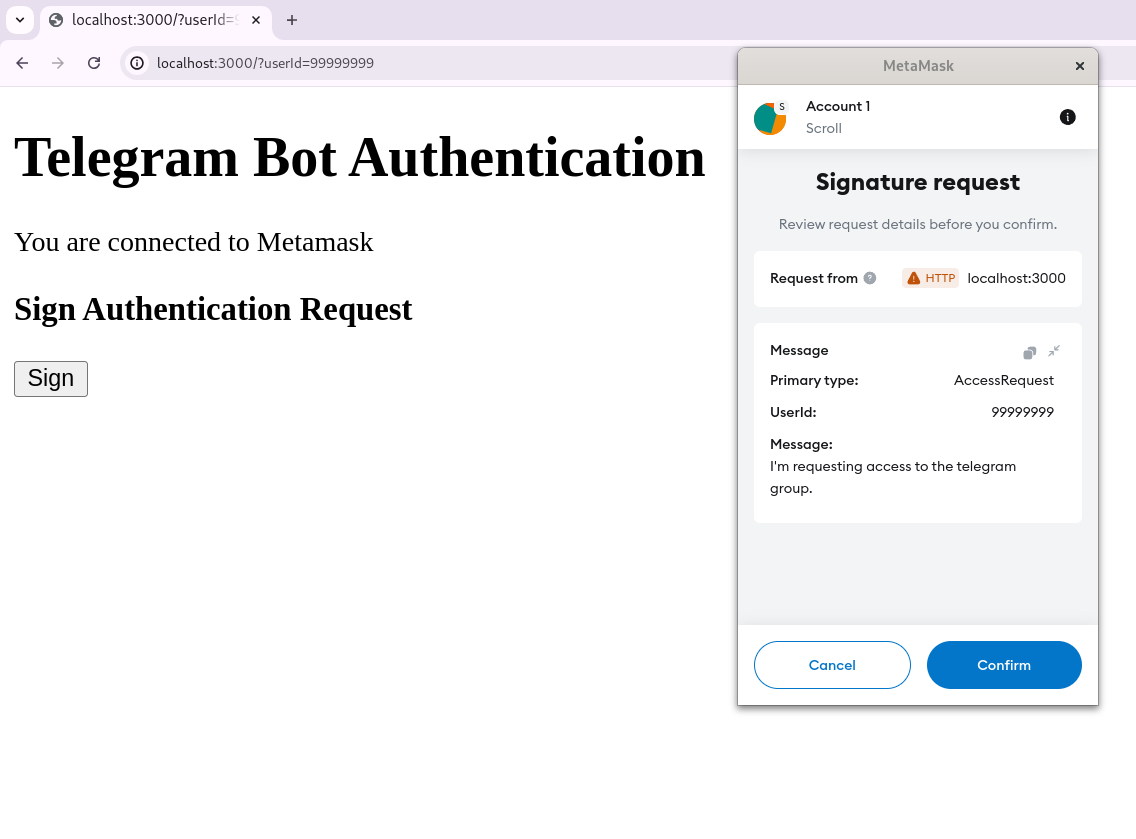 localhost:3000/?userId=
localhost:3000/?userId=99999999
Telegram Bot Authentication
You are connected to Metamask
Sign Authentication Request
Sign
MetaMask
S
Account 1
Scroll
Signature request
Review request details before you confirm.
Request from ? HTTP localhost:3000
Message
Primary type: AccessRequest
UserId: 99999999
Message:
I'm requesting access to the telegram
group.
Cancel Confirm